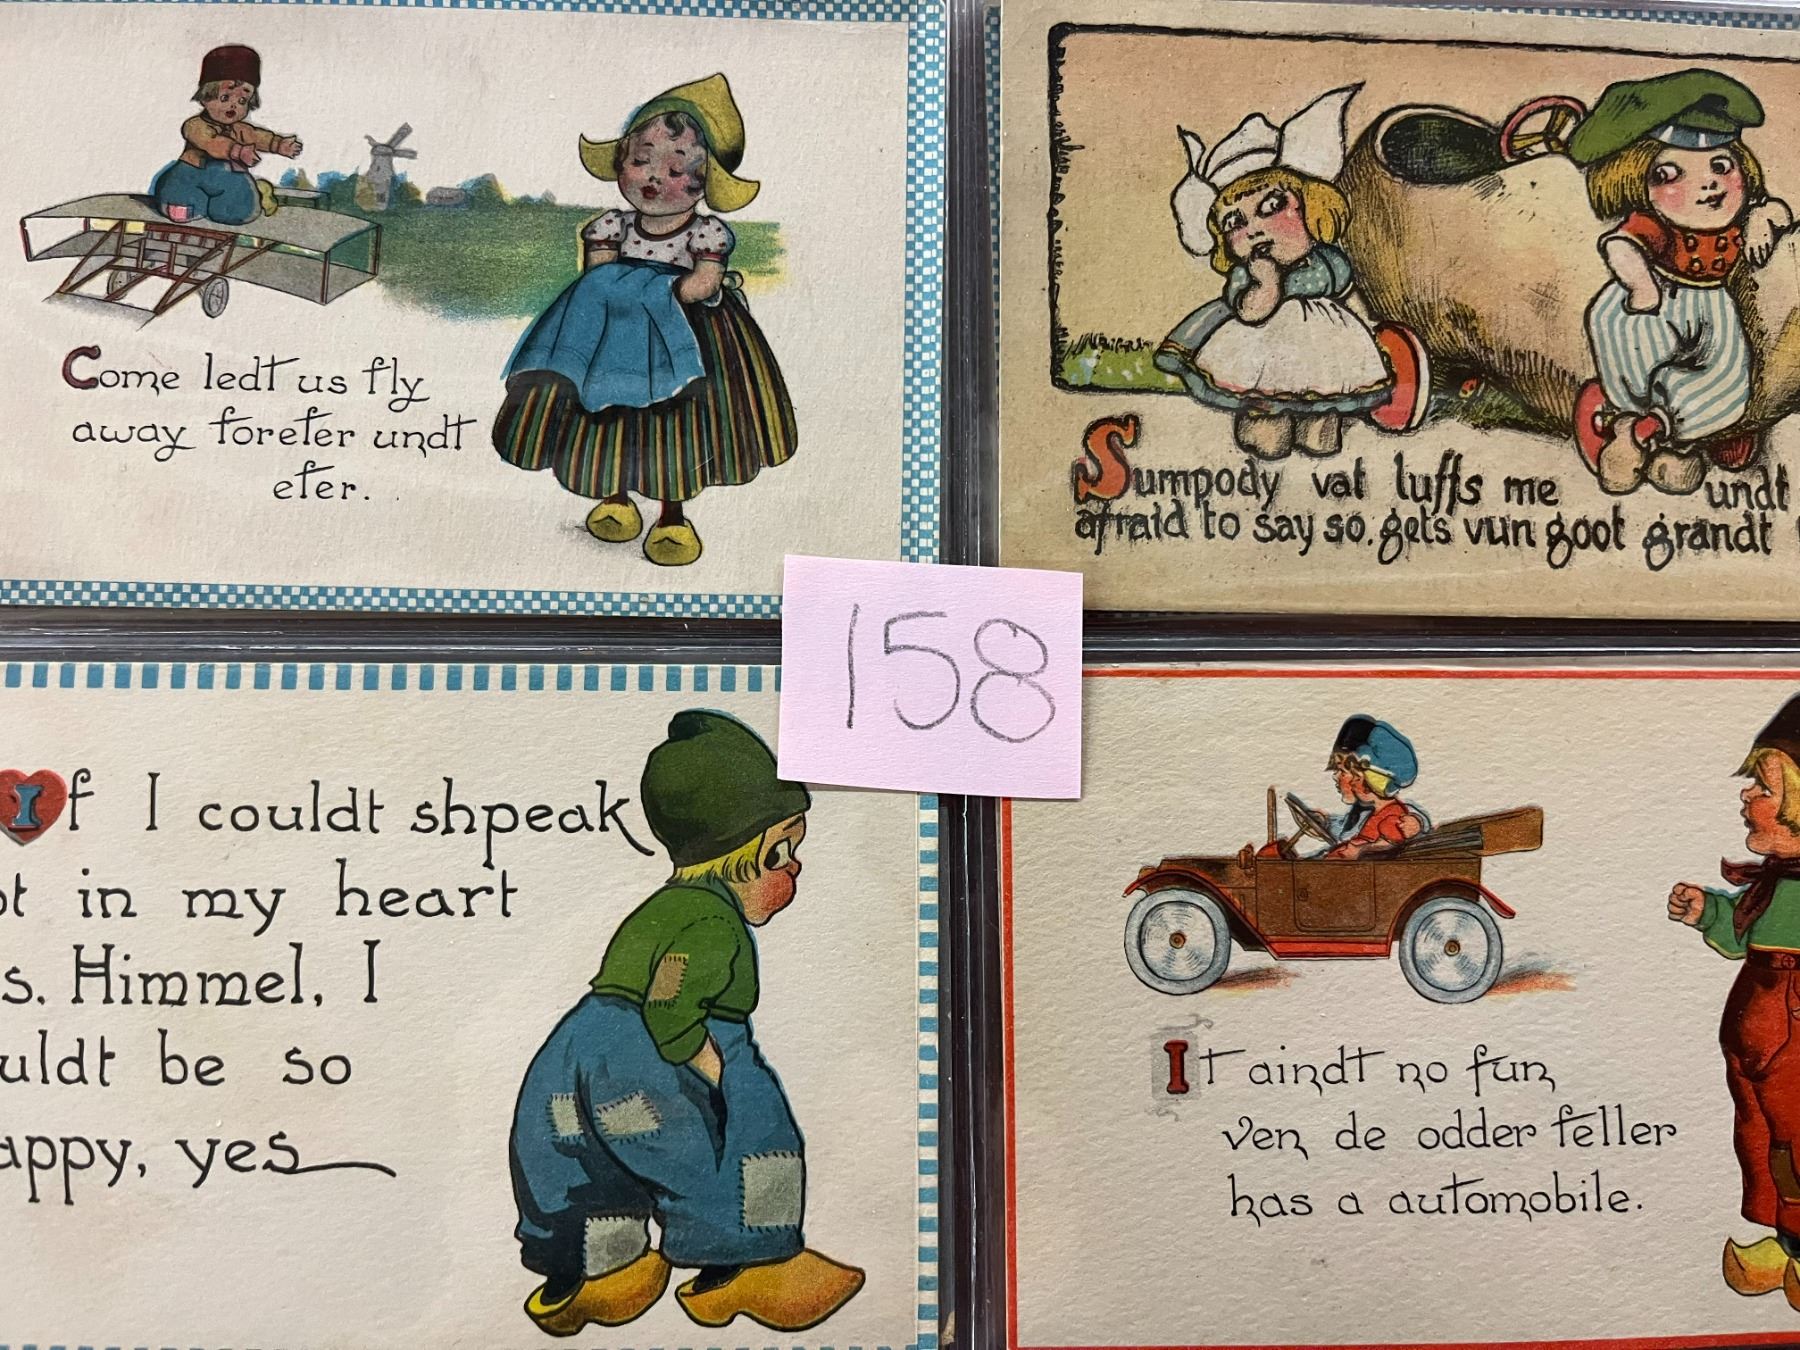 Come ledt us fly
away forefer undt
efer.
Sumpody vat luffs me undt
afraid to say so, gets vun goot grandt
158
If I couldt shpeak
in my heart
Himmel, I
be so
yes
It aindt no fun
ven de odder feller
has a automobile.